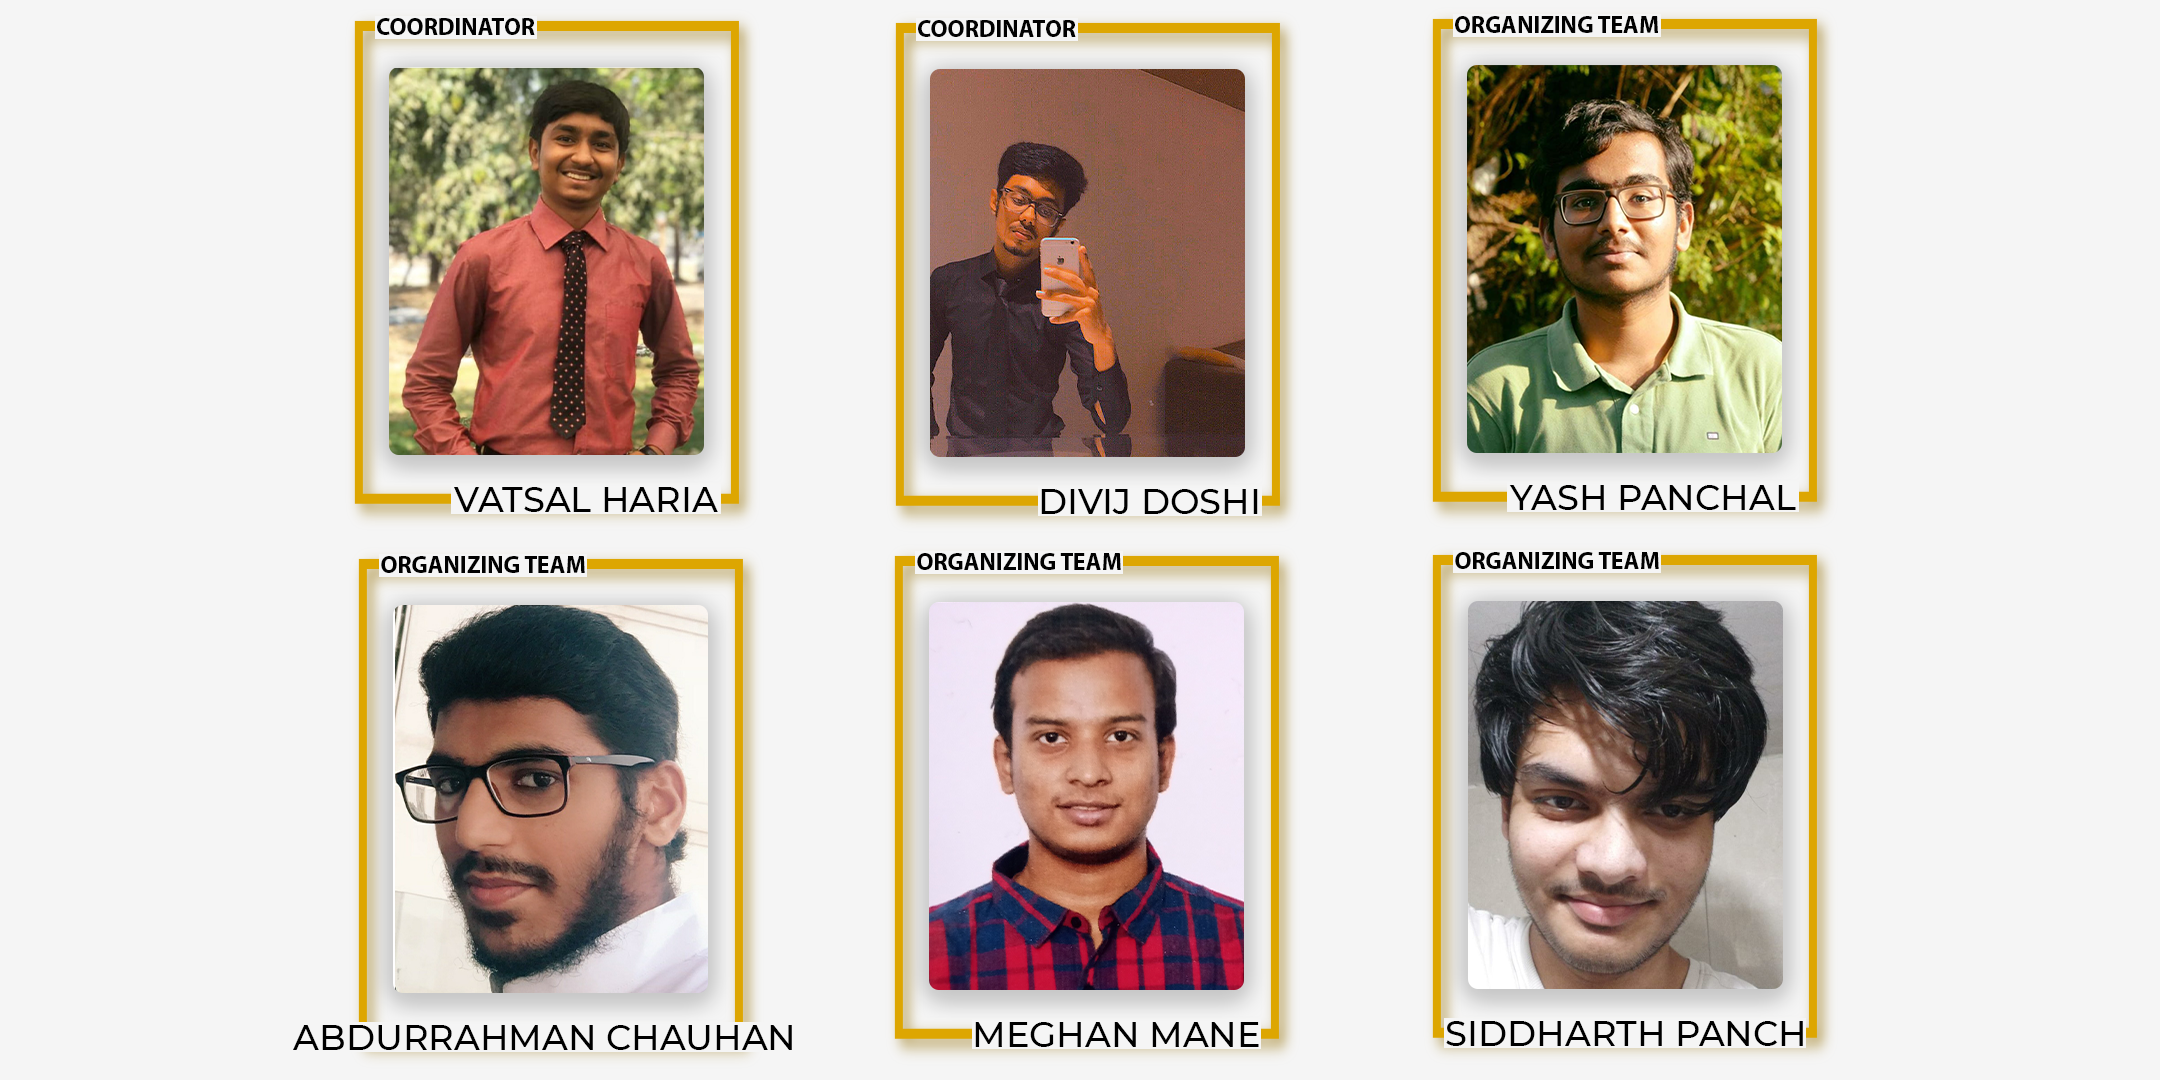 COORDINATOR
VATSAL HARIA
COORDINATOR
DIVIJ DOSHI
ORGANIZING TEAM
YASH PANCHAL
ORGANIZING TEAM
ABDURRAHMAN CHAUHAN
ORGANIZING TEAM
MEGHAN MANE
ORGANIZING TEAM
SIDDHARTH PANCH